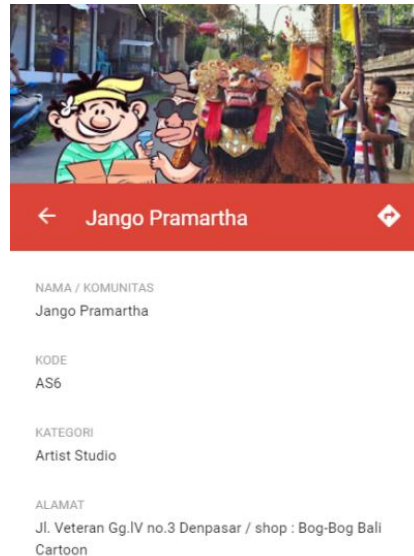 Jango Pramartha
NAMA / KOMUNITAS
Jango Pramartha
KODE
AS6
KATEGORI
Artist Studio
ALAMAT
Jl. Veteran Gg.IV no.3 Denpasar / shop : Bog-Bog Bali
Cartoon